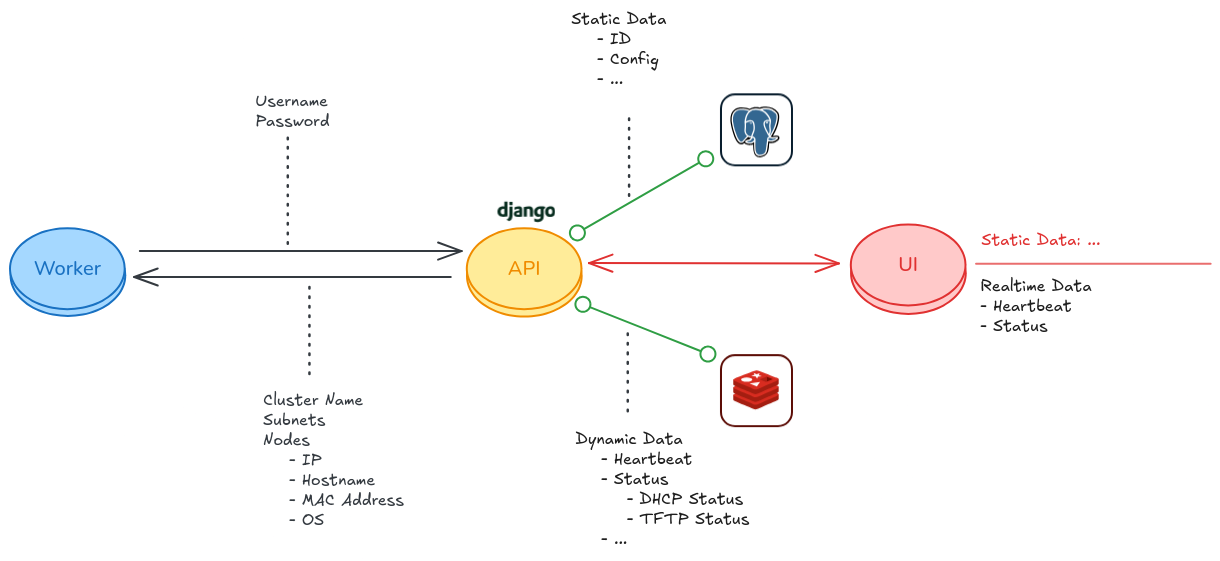 Static Data
- ID
- Config
- ...
Username
Password
django
Worker
API
UI
Static Data: ...
Realtime Data
- Heartbeat
- Status
Cluster Name
Subnets
Nodes
- IP
- Hostname
- MAC Address
- OS
Dynamic Data
- Heartbeat
- Status
- DHCP Status
- TFTP Status
- ...